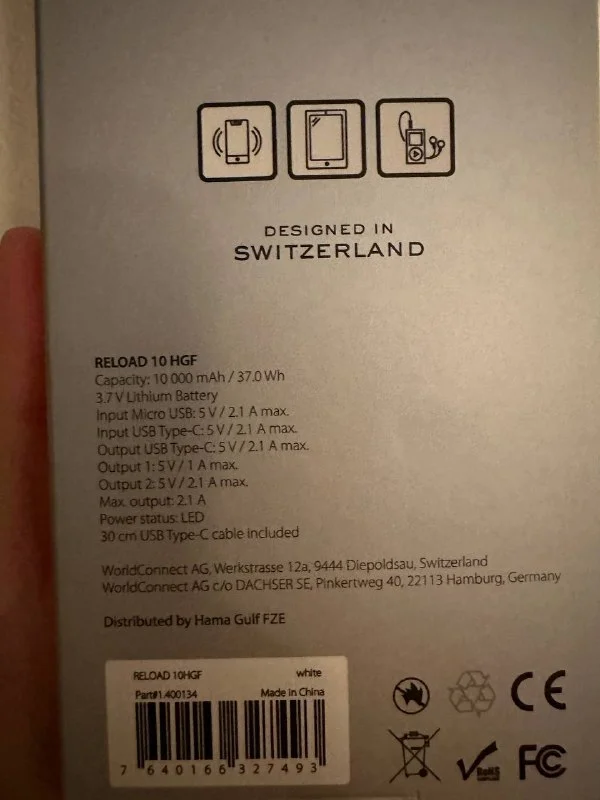 DESIGNED IN
SWITZERLAND
RELOAD 10 HGF
Capacity: 10 000 mAh / 37.0 Wh
3.7 V Lithium Battery
Input Micro USB: 5 V / 2.1 A max.
Input USB Type-C: 5 V / 2.1 A max.
Output USB Type-C: 5 V / 2.1 A max.
Output 1: 5 V / 1 A max.
Output 2: 5 V / 2.1 A max.
Max. output: 2.1 A
Power status: LED
30 cm USB Type-C cable included
WorldConnect AG, Werkstrasse 12a, 9444 Diepoldsau, Switzerland
WorldConnect AG c/o DACHSER SE, Pinkertweg 40, 22113 Hamburg, Germany
Distributed by Hama Gulf FZE
RELOAD 10HGF white
Part#1.400134 Made in China
7 640166 327493
CE
RoHS
FC